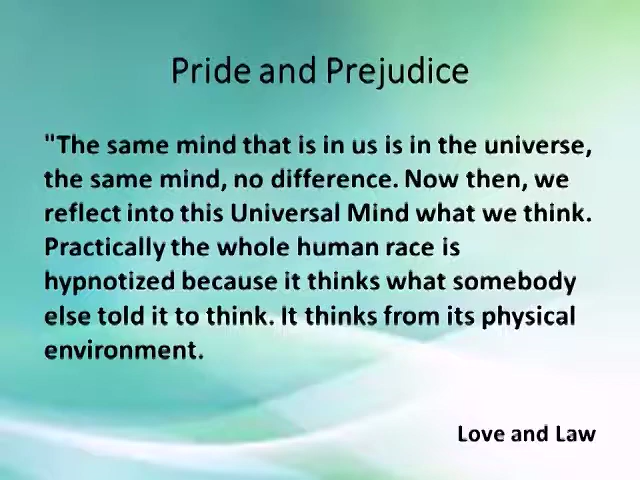 Pride and Prejudice
"The same mind that is in us is in the universe,
the same mind, no difference. Now then, we
reflect into this Universal Mind what we think.
Practically the whole human race is
hypnotized because it thinks what somebody
else told it to think. It thinks from its physical
environment.
Love and Law